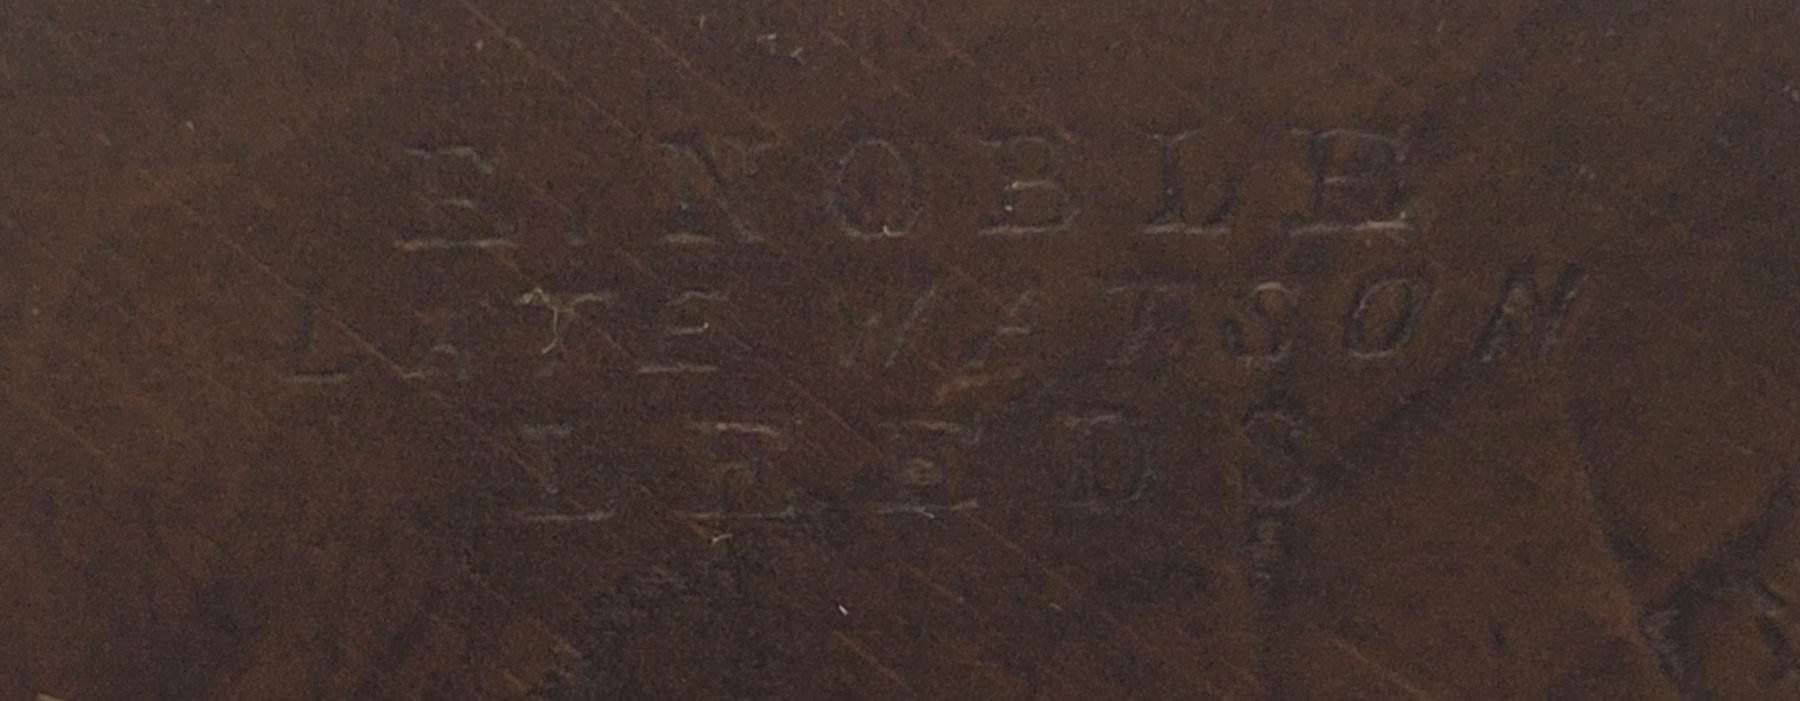 E. NOBLE
LATE WATSON
LEEDS